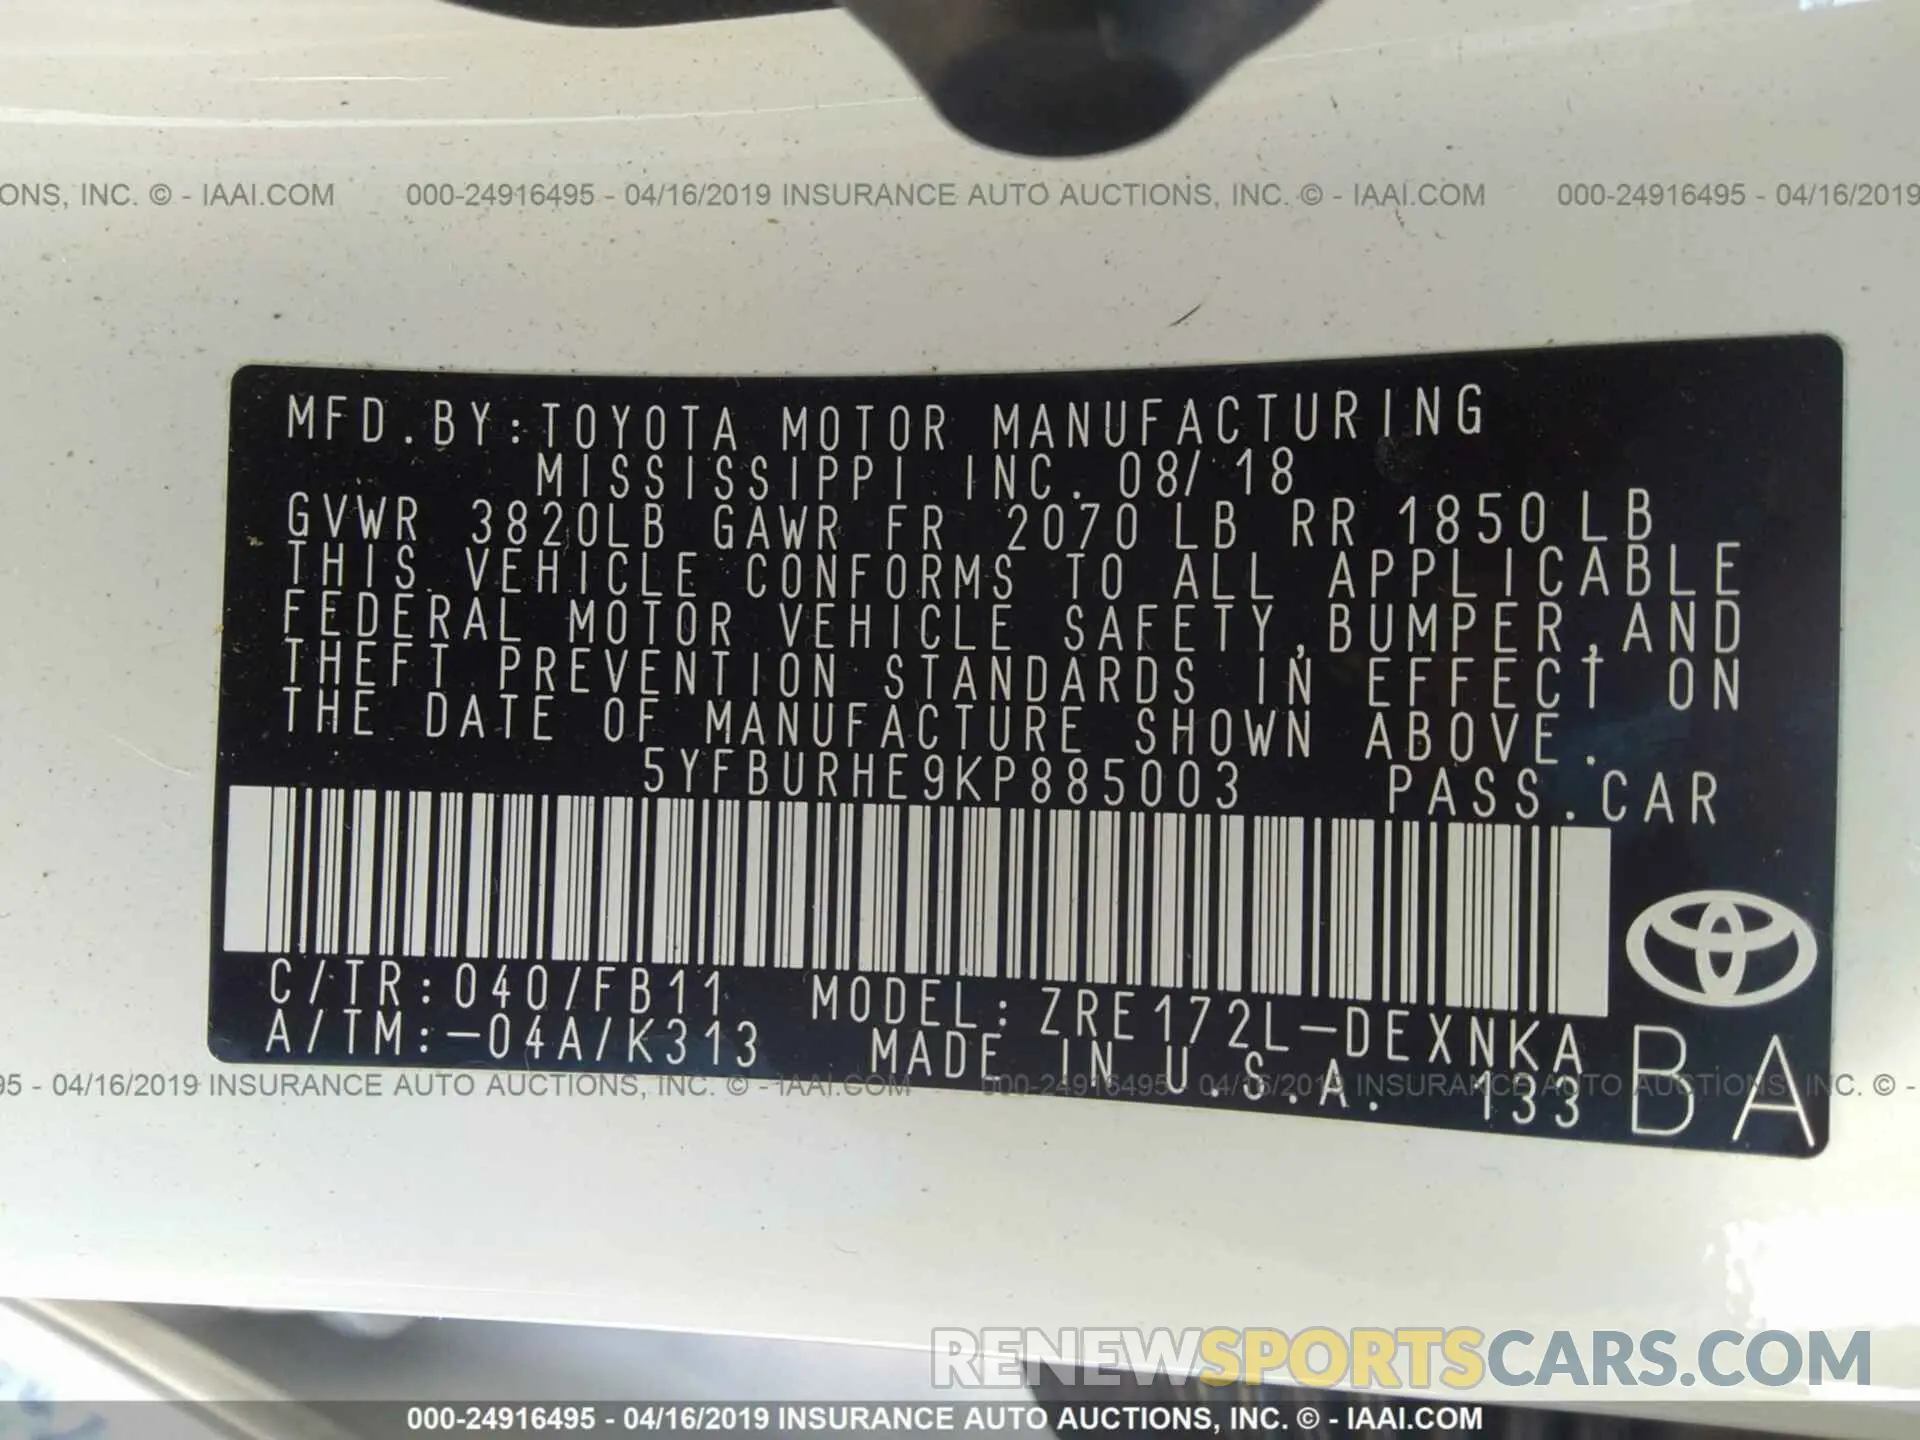 ONS, INC. © - IAAI.COM 000-24916495 - 04/16/2019 INSURANCE AUTO AUCTIONS, INC. © - IAAI.COM 000-24916495 - 04/16/2019
MFD.BY:TOYOTA MOTOR MANUFACTURING
MISSISSIPPI INC. 08/18
GVWR 3820LB GAWR FR 2070 LB RR 1850 LB
THIS VEHICLE CONFORMS TO ALL APPLICABLE
FEDERAL MOTOR VEHICLE SAFETY,BUMPER,AND
THEFT PREVENTION STANDARDS IN EFFECT ON
THE DATE OF MANUFACTURE SHOWN ABOVE.
5YFBURHE9KP885003 PASS.CAR
C/TR:040/FB11 MODEL:ZRE172L-DEXNKA
A/TM:-04A/K313 MADE IN U.S.A. 133 BA
95 - 04/16/2019 INSURANCE AUTO AUCTIONS, INC. © - IAAI.COM 000-24916495 - 04/16/2019 INSURANCE AUTO AUCTIONS, INC. © -
RENEWSPORTSCARS.COM
000-24916495 - 04/16/2019 INSURANCE AUTO AUCTIONS, INC. © - IAAI.COM